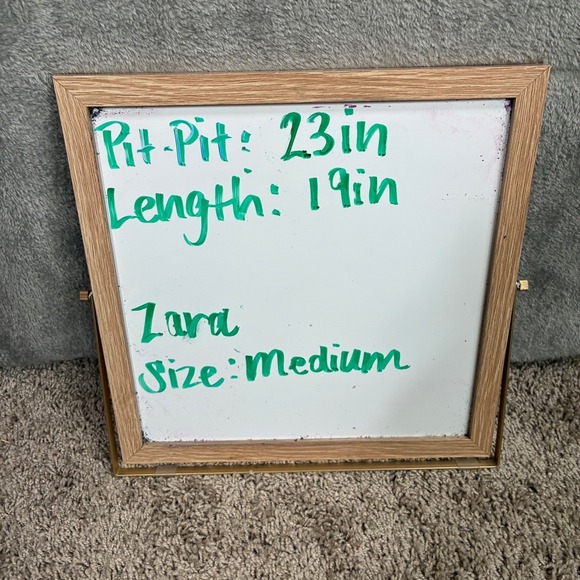 Pit-Pit: 23in
Length: 19in
Zara
Size: Medium